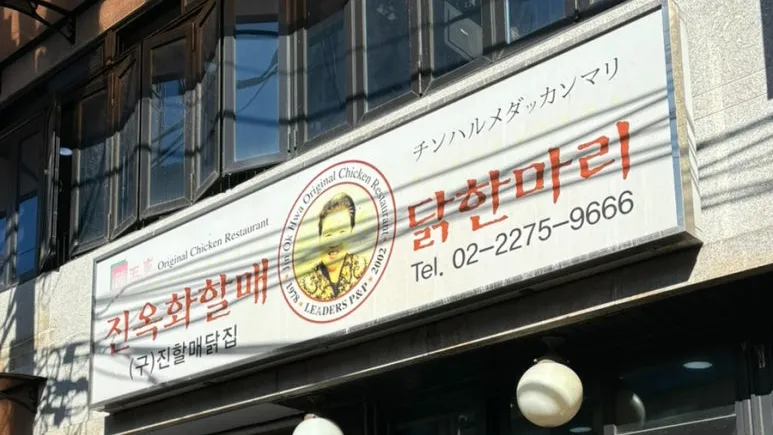 Original Chicken Restaurant
진옥화할매
(구)진할매닭집
Jin Ok Hwa Original Chicken Restaurant
1978 · LEADERS P&P · 2002
チンハルメダッカンマリ
닭한마리
Tel. 02-2275-9666